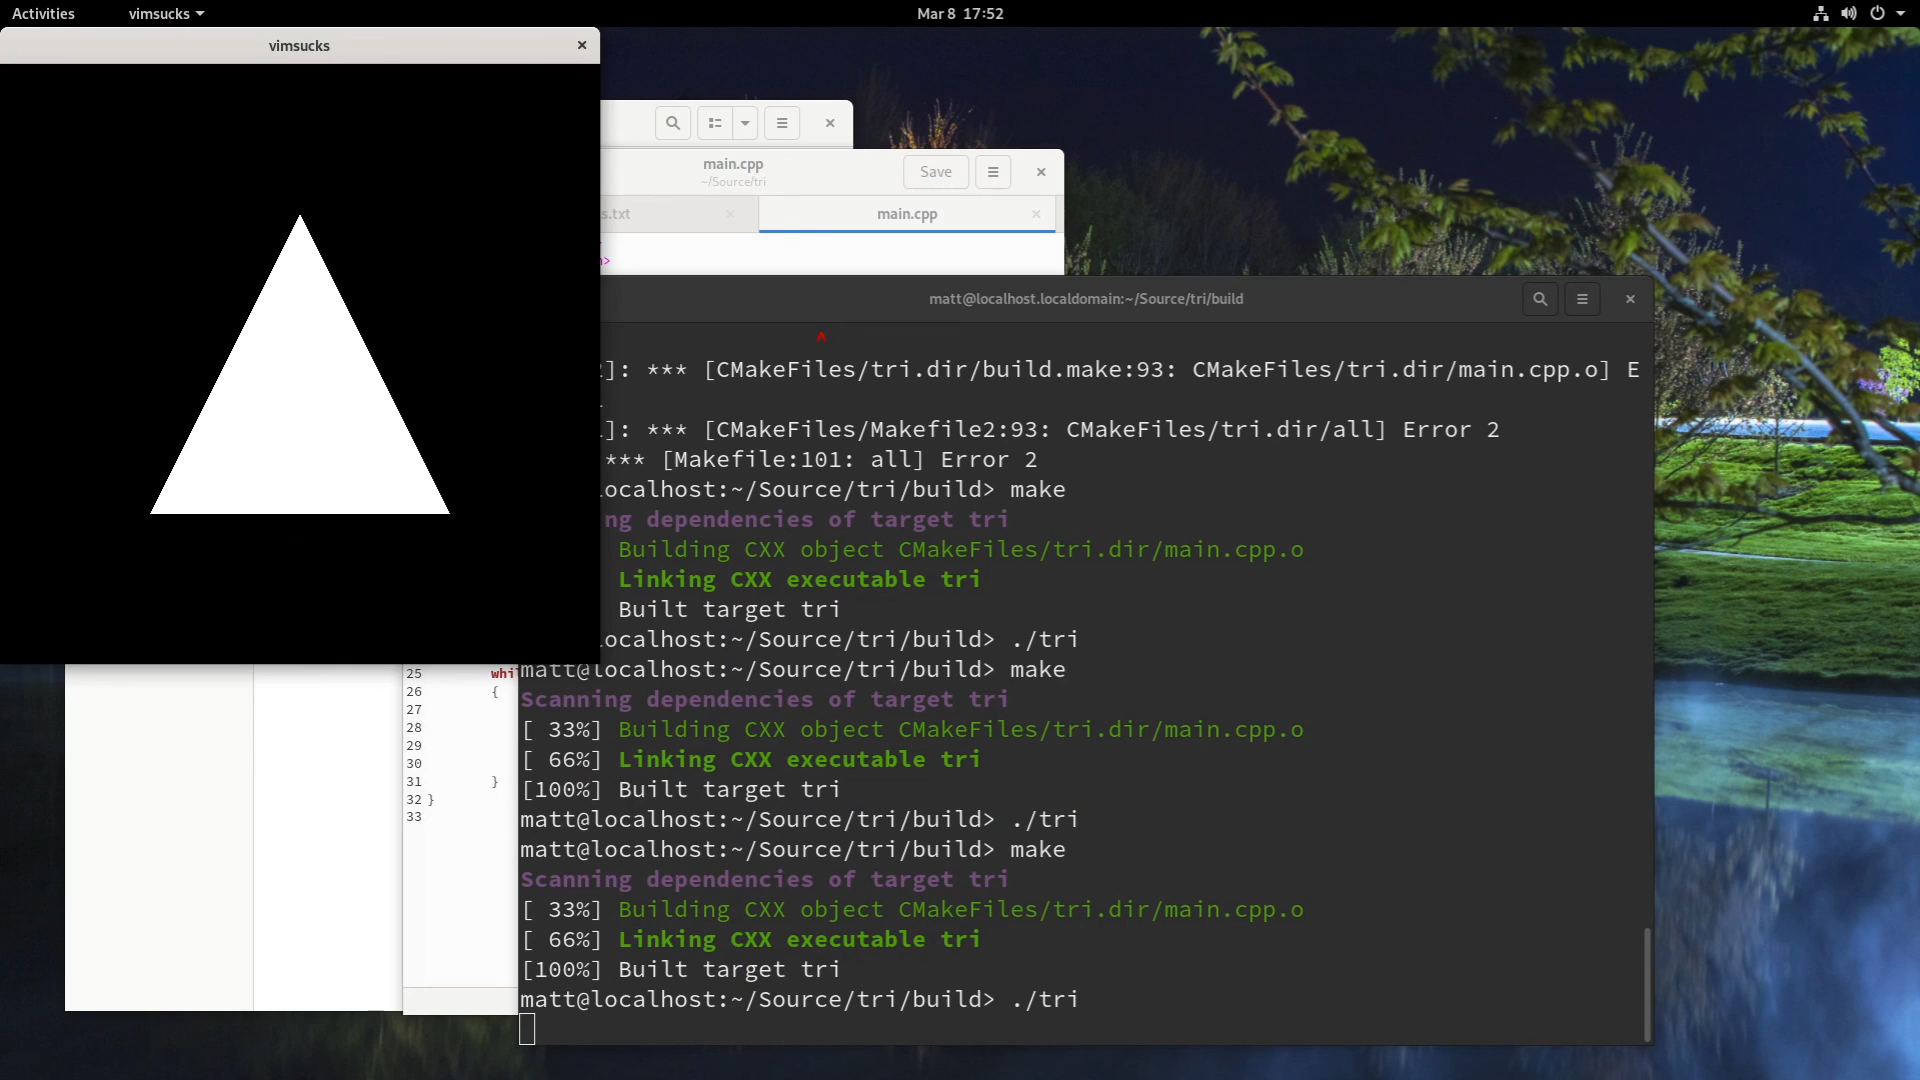 Activities
vimsucks
Mar 8 17:52
vimsucks
main.cpp
~/Source/tri
Save
s.txt
main.cpp
>
matt@localhost.localdomain:~/Source/tri/build
^
]: *** [CMakeFiles/tri.dir/build.make:93: CMakeFiles/tri.dir/main.cpp.o] E
]: *** [CMakeFiles/Makefile2:93: CMakeFiles/tri.dir/all] Error 2
*** [Makefile:101: all] Error 2
localhost:~/Source/tri/build> make
ng dependencies of target tri
Building CXX object CMakeFiles/tri.dir/main.cpp.o
Linking CXX executable tri
Built target tri
localhost:~/Source/tri/build> ./tri
matt@localhost:~/Source/tri/build> make
Scanning dependencies of target tri
[ 33%] Building CXX object CMakeFiles/tri.dir/main.cpp.o
[ 66%] Linking CXX executable tri
[100%] Built target tri
matt@localhost:~/Source/tri/build> ./tri
matt@localhost:~/Source/tri/build> make
Scanning dependencies of target tri
[ 33%] Building CXX object CMakeFiles/tri.dir/main.cpp.o
[ 66%] Linking CXX executable tri
[100%] Built target tri
matt@localhost:~/Source/tri/build> ./tri
25 whi
26 {
27
28
29
30
31 }
32 }
33